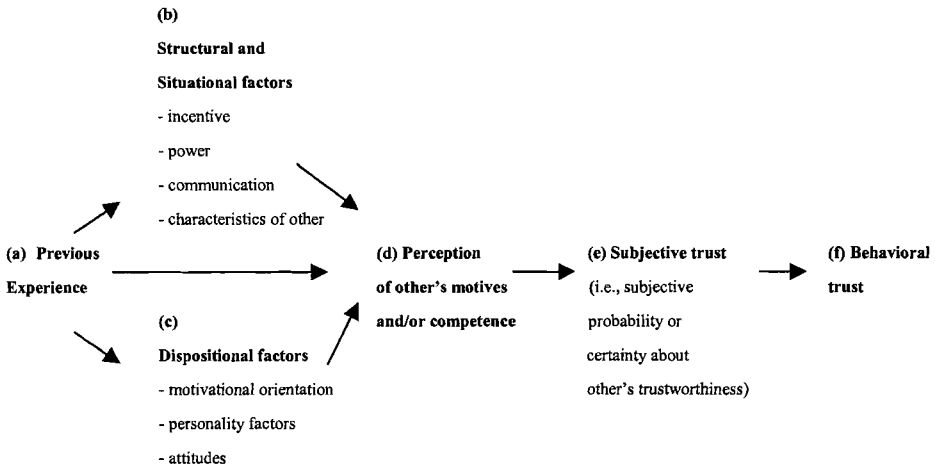 (b)
Structural and
Situational factors
- incentive
- power
- communication
- characteristics of other
(a) Previous
Experience
(c)
Dispositional factors
- motivational orientation
- personality factors
- attitudes
(d) Perception
of other's motives
and/or competence
(e) Subjective trust
(i.e., subjective
probability or
certainty about
other's trustworthiness)
(f) Behavioral
trust